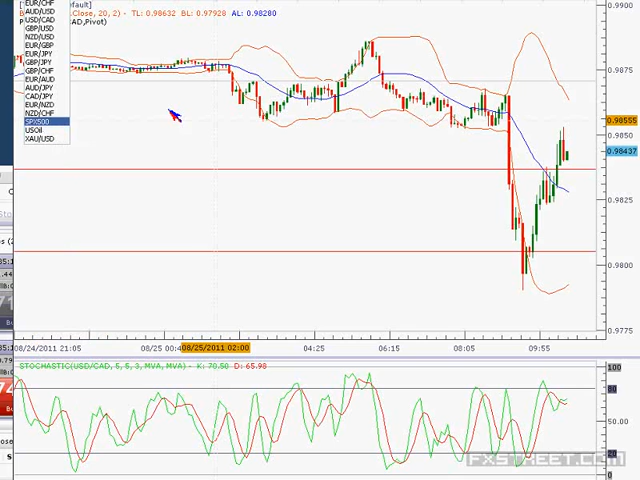 EUR/CHF
AUD/USD
USD/CAD
GBP/USD
NZD/USD
EUR/GBP
EUR/JPY
GBP/JPY
GBP/CHF
EUR/AUD
AUD/JPY
CAD/JPY
EUR/NZD
NZD/CHF
SPX500
USOil
XAU/USD
default]
Close, 20, 2) - TL: 0.98632 BL: 0.97928 AL: 0.98280
AD,Pivot)
0.9900
0.9875
0.98555
0.9850
0.98437
0.9825
0.9800
0.9775
08/24/2011 21:05
08/25 00:4
08/25/2011 02:00
04:25
06:15
08:05
09:55
STOCHASTIC(USD/CAD, 5, 5, 3, MVA, MVA) - K: 70.50 D: 65.98
100
80
50.00
20
0
FXSTREET.COM